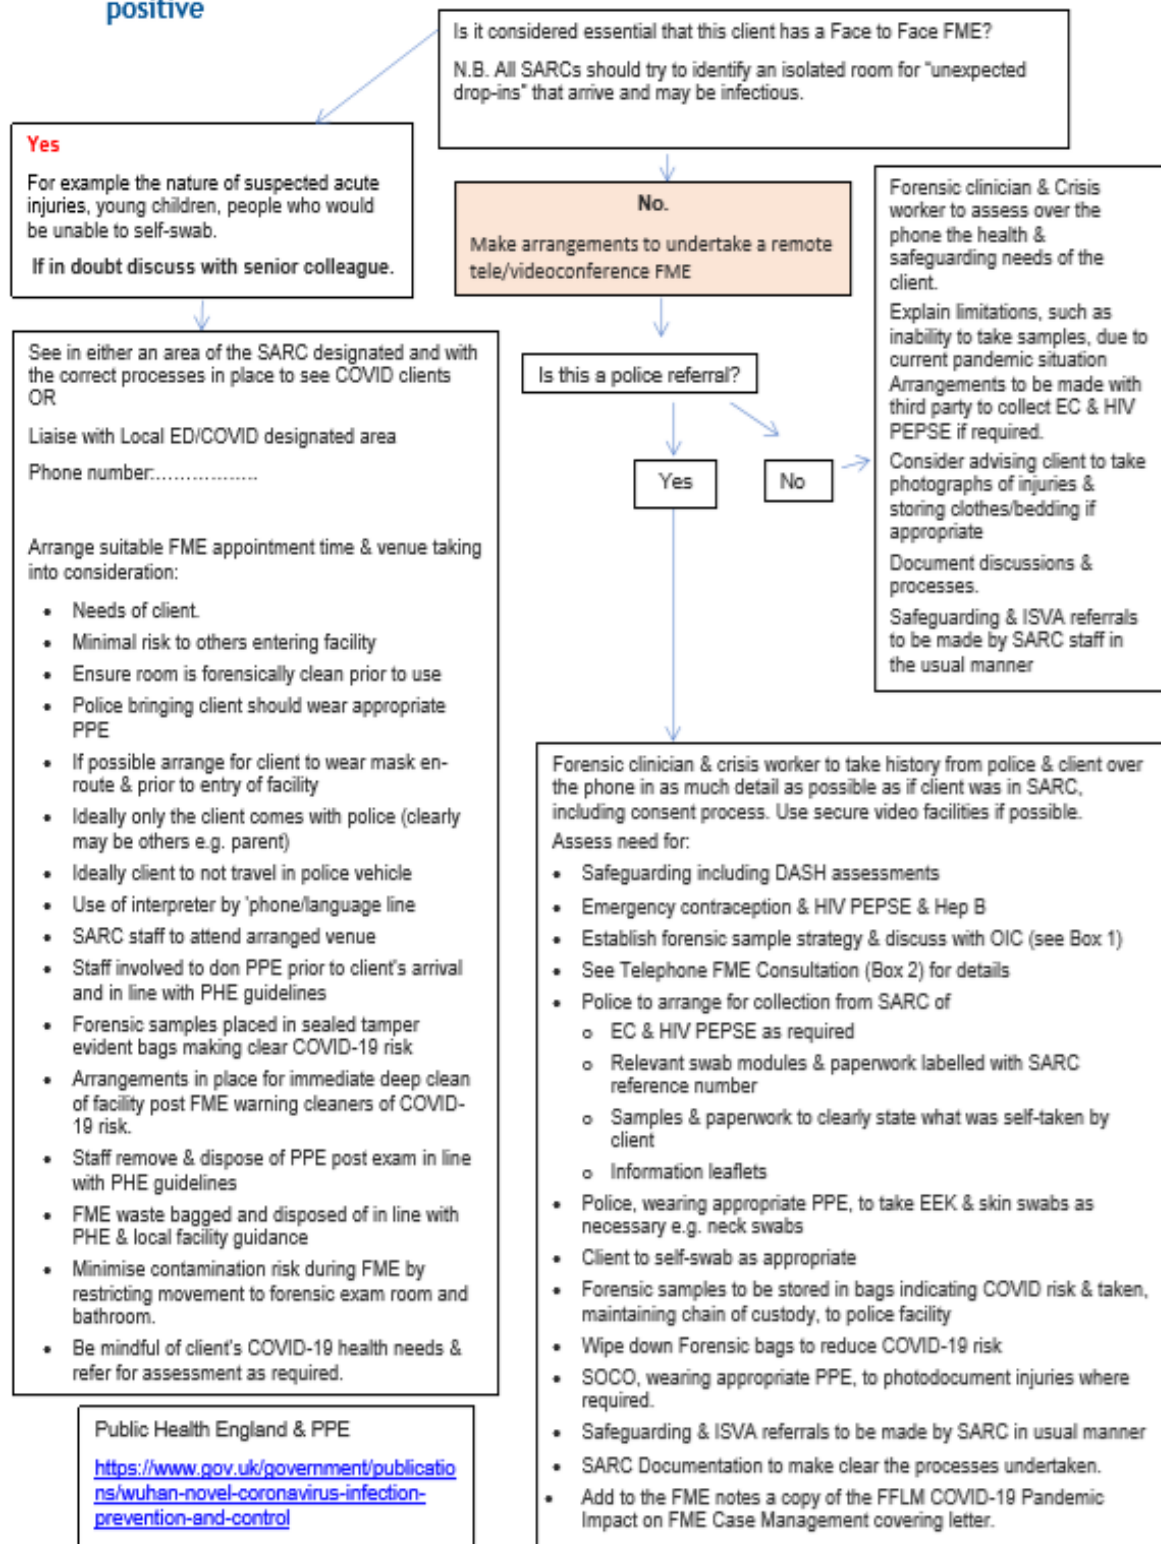 positive
Is it considered essential that this client has a Face to Face FME?
N.B. All SARCs should try to identify an isolated room for "unexpected
drop-ins" that arrive and may be infectious.
Yes
For example the nature of suspected acute
injuries, young children, people who would
be unable to self-swab.
If in doubt discuss with senior colleague.
No.
Make arrangements to undertake a remote
tele/videoconference FME
Is this a police referral?
Yes
No
Forensic clinician & Crisis
worker to assess over the
phone the health &
safeguarding needs of the
client.
Explain limitations, such as
inability to take samples, due to
current pandemic situation
Arrangements to be made with
third party to collect EC & HIV
PEPSE if required.
Consider advising client to take
photographs of injuries &
storing clothes/bedding if
appropriate
Document discussions &
processes.
Safeguarding & ISVA referrals
to be made by SARC staff in
the usual manner
See in either an area of the SARC designated and with
the correct processes in place to see COVID clients
OR
Liaise with Local ED/COVID designated area
Phone number:..................
Arrange suitable FME appointment time & venue taking
into consideration:
• Needs of client.
• Minimal risk to others entering facility
• Ensure room is forensically clean prior to use
• Police bringing client should wear appropriate
PPE
• If possible arrange for client to wear mask en-
route & prior to entry of facility
• Ideally only the client comes with police (clearly
may be others e.g. parent)
• Ideally client to not travel in police vehicle
• Use of interpreter by 'phone/language line
• SARC staff to attend arranged venue
• Staff involved to don PPE prior to client's arrival
and in line with PHE guidelines
• Forensic samples placed in sealed tamper
evident bags making clear COVID-19 risk
• Arrangements in place for immediate deep clean
of facility post FME warning cleaners of COVID-
19 risk.
• Staff remove & dispose of PPE post exam in line
with PHE guidelines
• FME waste bagged and disposed of in line with
PHE & local facility guidance
• Minimise contamination risk during FME by
restricting movement to forensic exam room and
bathroom.
• Be mindful of client's COVID-19 health needs &
refer for assessment as required.
Public Health England & PPE
https://www.gov.uk/government/publicatio
ns/wuhan-novel-coronavirus-infection-
prevention-and-control
Forensic clinician & crisis worker to take history from police & client over
the phone in as much detail as possible as if client was in SARC,
including consent process. Use secure video facilities if possible.
Assess need for:
• Safeguarding including DASH assessments
• Emergency contraception & HIV PEPSE & Hep B
• Establish forensic sample strategy & discuss with OIC (see Box 1)
• See Telephone FME Consultation (Box 2) for details
• Police to arrange for collection from SARC of
o EC & HIV PEPSE as required
o Relevant swab modules & paperwork labelled with SARC
reference number
o Samples & paperwork to clearly state what was self-taken by
client
o Information leaflets
• Police, wearing appropriate PPE, to take EEK & skin swabs as
necessary e.g. neck swabs
• Client to self-swab as appropriate
• Forensic samples to be stored in bags indicating COVID risk & taken,
maintaining chain of custody, to police facility
• Wipe down Forensic bags to reduce COVID-19 risk
• SOCO, wearing appropriate PPE, to photodocument injuries where
required.
• Safeguarding & ISVA referrals to be made by SARC in usual manner
• SARC Documentation to make clear the processes undertaken.
• Add to the FME notes a copy of the FFLM COVID-19 Pandemic
Impact on FME Case Management covering letter.